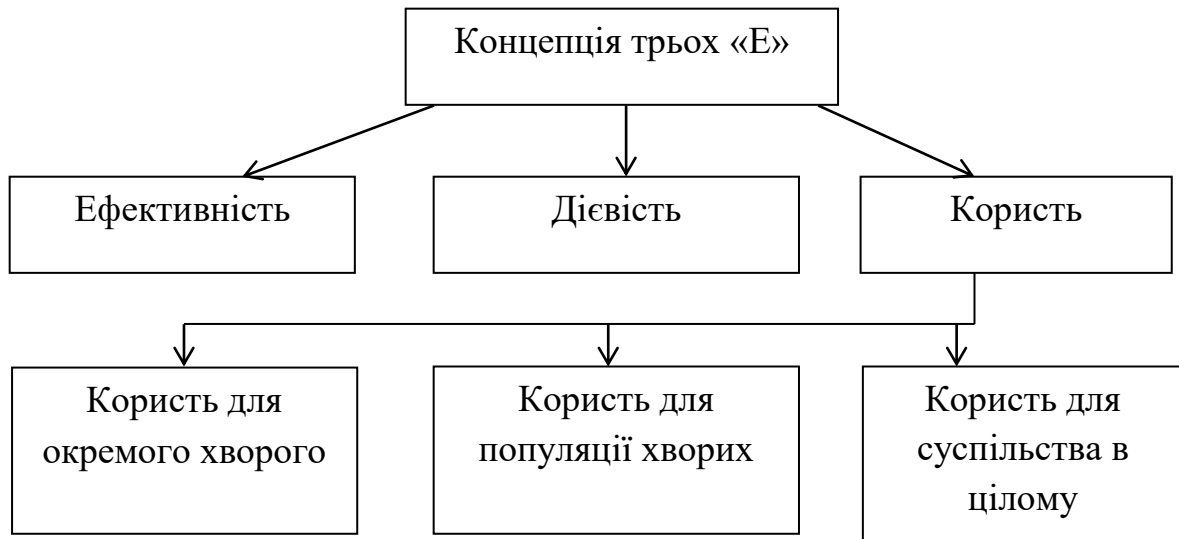 Концепція трьох «Е»
Ефективність
Дієвість
Користь
Користь для
окремого хворого
Користь для
популяції хворих
Користь для
суспільства в
цілому